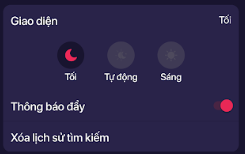 Giao diện Tối
Tối Tự động Sáng
Thông báo đẩy
Xóa lịch sử tìm kiếm